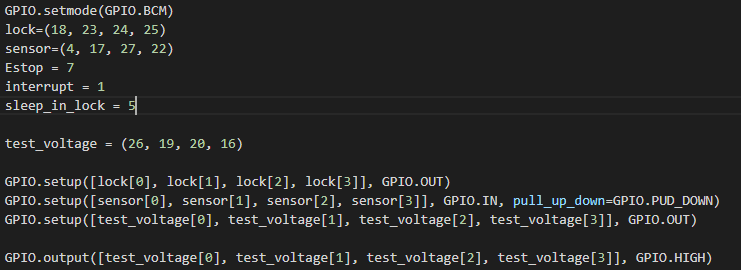 GPIO.setmode(GPIO.BCM)
lock=(18, 23, 24, 25)
sensor=(4, 17, 27, 22)
Estop = 7
interrupt = 1
sleep_in_lock = 5
test_voltage = (26, 19, 20, 16)
GPIO.setup([lock[0], lock[1], lock[2], lock[3]], GPIO.OUT)
GPIO.setup([sensor[0], sensor[1], sensor[2], sensor[3]], GPIO.IN, pull_up_down=GPIO.PUD_DOWN)
GPIO.setup([test_voltage[0], test_voltage[1], test_voltage[2], test_voltage[3]], GPIO.OUT)
GPIO.output([test_voltage[0], test_voltage[1], test_voltage[2], test_voltage[3]], GPIO.HIGH)